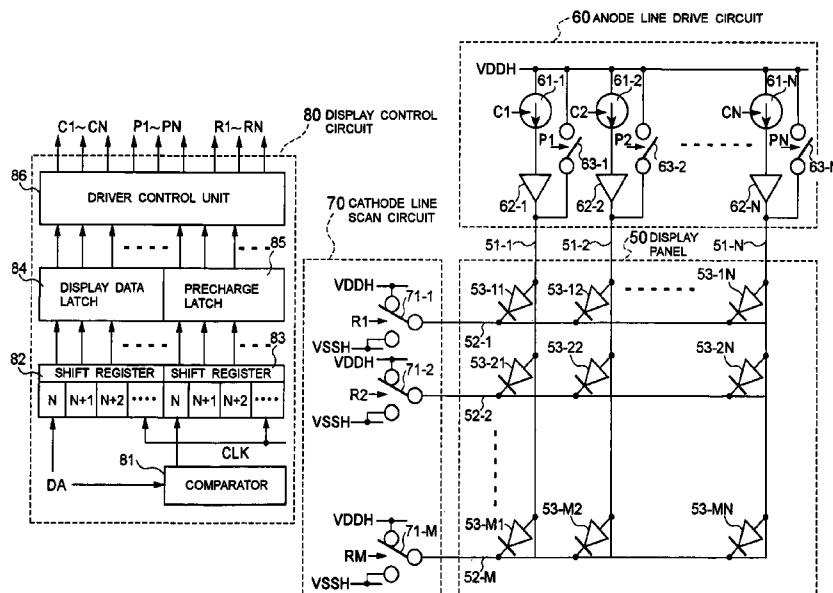 60 ANODE LINE DRIVE CIRCUIT
VDDH
61-1
61-2
61-N
C1
C2
CN
P1
P2
PN
63-1
63-2
63-N
62-1
62-2
62-N
51-1
51-2
51-N
80 DISPLAY CONTROL
CIRCUIT
C1~CN
P1~PN
R1~RN
86
DRIVER CONTROL UNIT
85
84
DISPLAY DATA
LATCH
PRECHARGE
LATCH
83
82
SHIFT REGISTER
SHIFT REGISTER
N
N+1
N+2
N
N+1
N+2
CLK
81
DA
COMPARATOR
70 CATHODE LINE
SCAN CIRCUIT
VDDH
71-1
R1
VSSH
VDDH
71-2
R2
VSSH
VDDH
71-M
RM
VSSH
50 DISPLAY
PANEL
53-11
53-12
53-1N
52-1
53-21
53-22
53-2N
52-2
53-M1
53-M2
53-MN
52-M